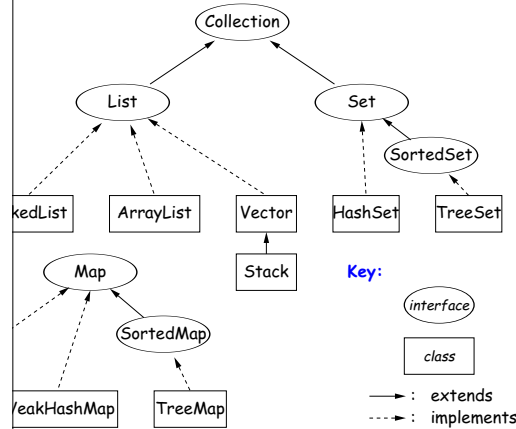 Collection
List
Set
SortedSet
kedList
ArrayList
Vector
HashSet
TreeSet
Stack
Key:
Map
interface
SortedMap
class
eakHashMap
TreeMap
: extends
: implements